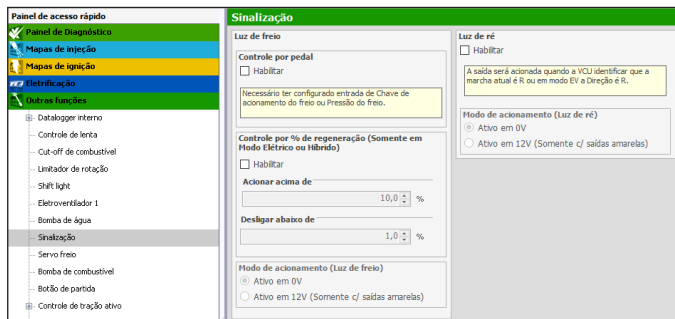 Painel de acesso rápido
Painel de Diagnóstico
Mapas de injeção
Mapas de ignição
Eletrificação
Outras funções
Datalogger interno
Controle de lenta
Cut-off de combustível
Limitador de rotação
Shift light
Eletroventilador 1
Bomba de água
Sinalização
Servo freio
Bomba de combustível
Botão de partida
Controle de tração ativo
Sinalização
Luz de freio
Controle por pedal
Habilitar
Necessário ter configurado entrada de Chave de
acionamento do freio ou Pressão do freio.
Controle por % de regeneração (Somente em
Modo Elétrico ou Híbrido)
Habilitar
Acionar acima de
10,0 %
Desligar abaixo de
1,0 %
Modo de acionamento (Luz de freio)
Ativo em 0V
Ativo em 12V (Somente c/ saídas amarelas)
Luz de ré
Habilitar
A saída será acionada quando a VCU identificar que a
marcha atual é R ou em modo EV a Direção é R.
Modo de acionamento (Luz de ré)
Ativo em 0V
Ativo em 12V (Somente c/ saídas amarelas)